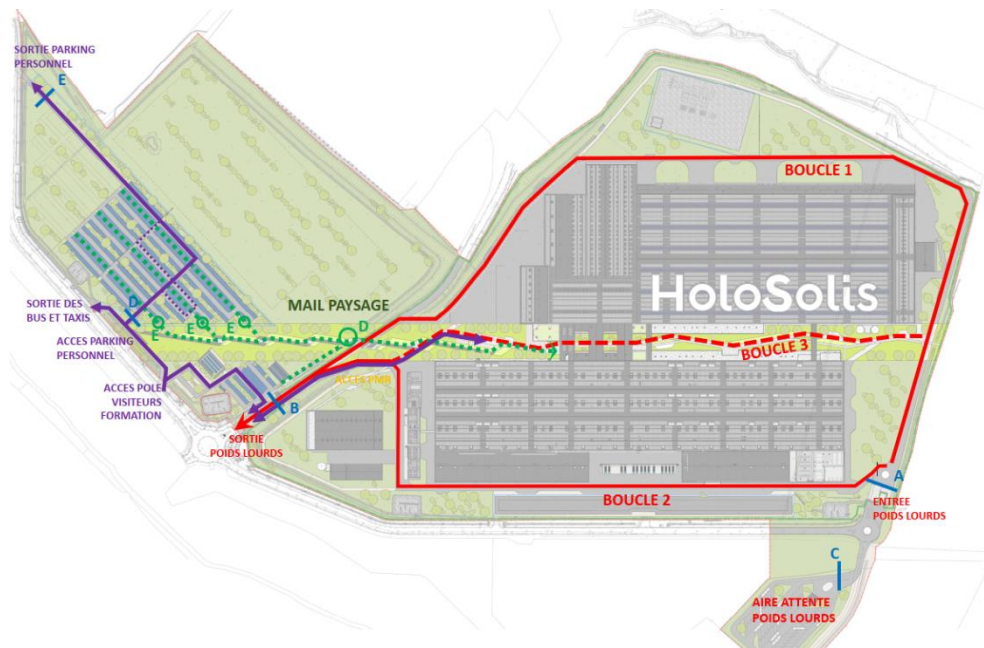 SORTIE PARKING
PERSONNEL
E
BOUCLE 1
HoloSolis
MAIL PAYSAGE
SORTIE DES
BUS ET TAXIS
D
E
E
E
D
ACCES PARKING
PERSONNEL
BOUCLE 3
ACCES PMR
ACCES POLE
VISITEURS
FORMATION
B
SORTIE
POIDS LOURDS
A
BOUCLE 2
ENTREE
POIDS LOURDS
C
AIRE ATTENTE
POIDS LOURDS